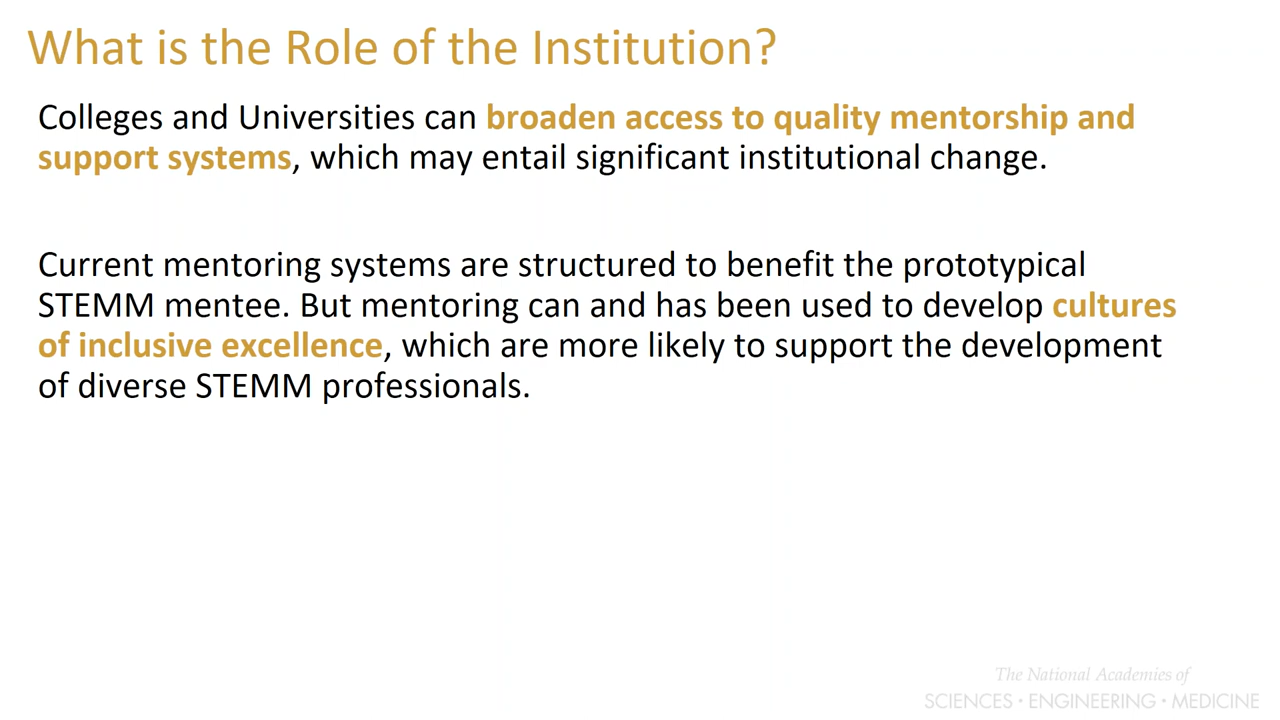 What is the Role of the Institution?
Colleges and Universities can broaden access to quality mentorship and
support systems, which may entail significant institutional change.
Current mentoring systems are structured to benefit the prototypical
STEMM mentee. But mentoring can and has been used to develop cultures
of inclusive excellence, which are more likely to support the development
of diverse STEMM professionals.
The National Academies of
SCIENCES · ENGINEERING · MEDICINE